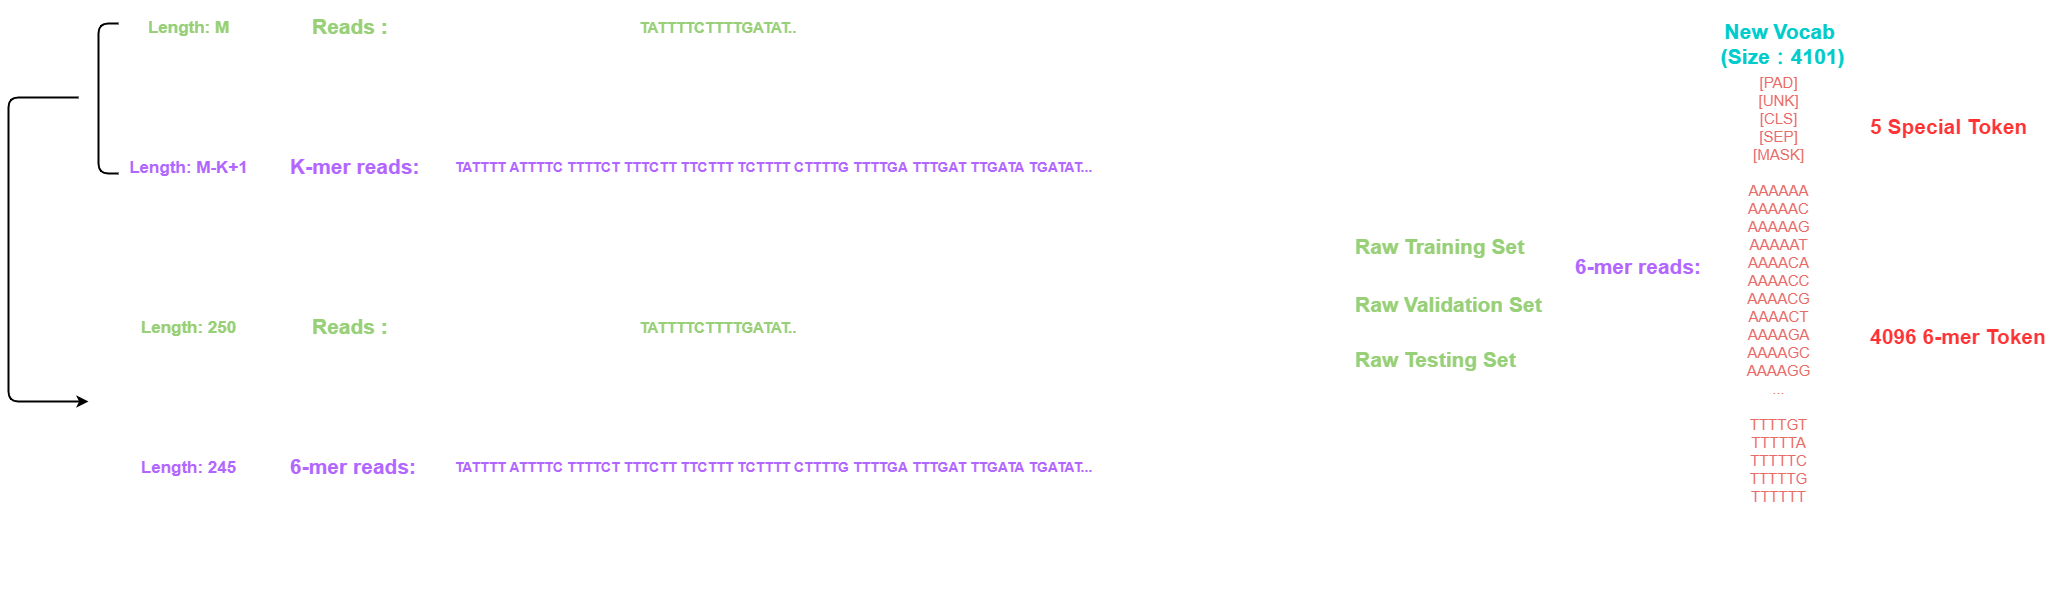 Length: M
Reads :
TATTTTCTTTTGATAT..
Length: M-K+1
K-mer reads:
TATTTT ATTTTC TTTTCT TTTCTT TTCTTT TCTTTT CTTTTG TTTTGA TTTGAT TTGATA TGATAT...
Length: 250
Reads :
TATTTTCTTTTGATAT..
Length: 245
6-mer reads:
TATTTT ATTTTC TTTTCT TTTCTT TTCTTT TCTTTT CTTTTG TTTTGA TTTGAT TTGATA TGATAT...
Raw Training Set
Raw Validation Set
Raw Testing Set
6-mer reads:
New Vocab
(Size : 4101)
[PAD]
[UNK]
[CLS]
[SEP]
[MASK]
AAAAAA
AAAAAC
AAAAAG
AAAAAT
AAAACA
AAAACC
AAAACG
AAAACT
AAAAGA
AAAAGC
AAAAGG
...
TTTTGT
TTTTTA
TTTTTC
TTTTTG
TTTTTT
5 Special Token
4096 6-mer Token